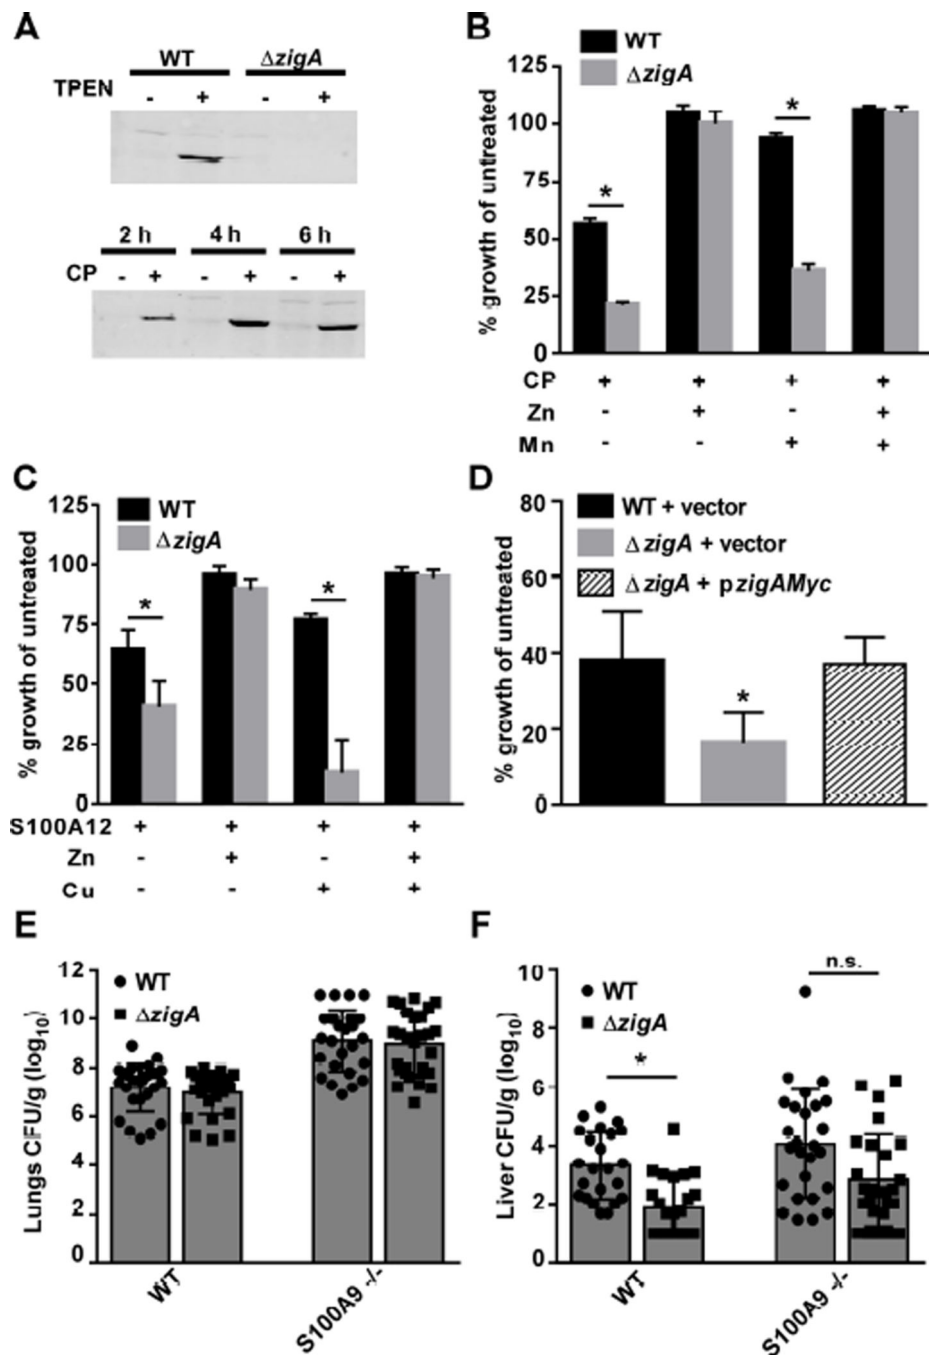 A
WT ΔzigA
TPEN - + - +
2 h 4 h 6 h
CP - + - + - +
B
WT
ΔzigA
% growth of untreated
125
100
75
50
25
0
* *
CP + + + +
Zn - + - +
Mn - - + +
C
WT
ΔzigA
% growth of untreated
125
100
75
50
25
0
* *
S100A12 + + + +
Zn - + - +
Cu - - + +
D
WT + vector
ΔzigA + vector
ΔzigA + pzigAMyc
% growth of untreated
80
60
40
20
0
*
E
WT
ΔzigA
Lungs CFU/g (log10)
12
10
8
6
4
2
0
WT S100A9 -/-
F
WT
ΔzigA
Liver CFU/g (log10)
10
8
6
4
2
0
* n.s.
WT S100A9 -/-